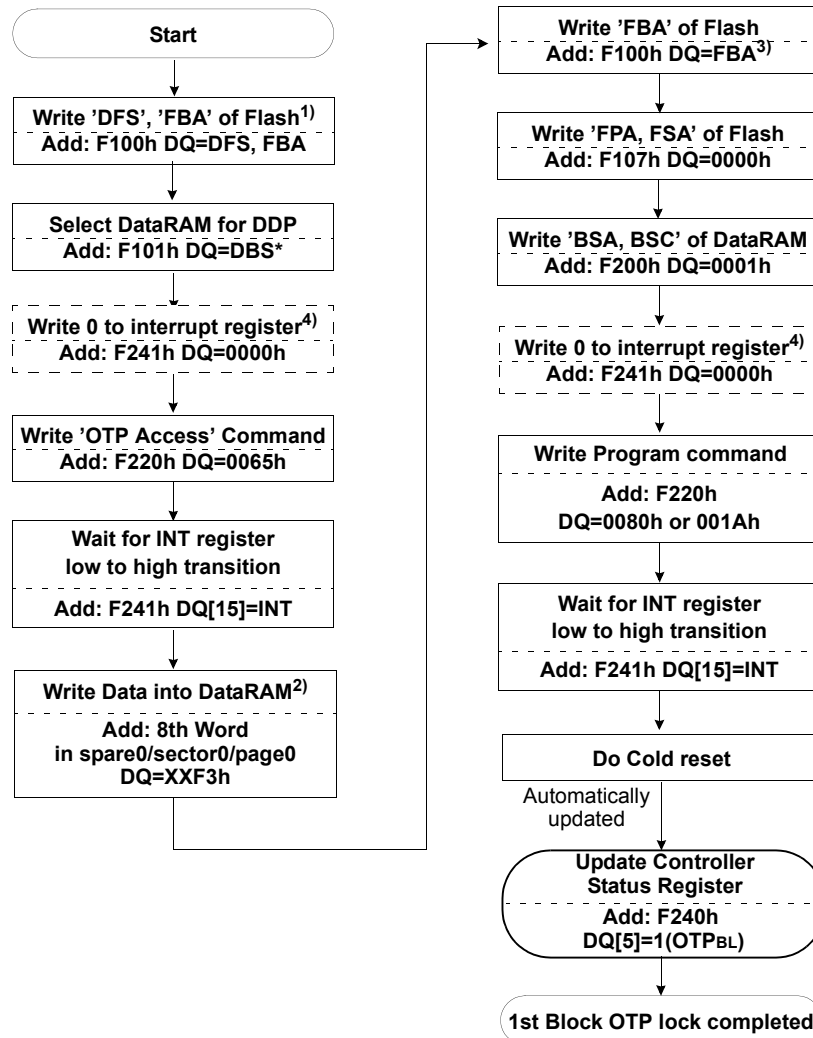 Start
Write ’DFS’, ’FBA’ of Flash1)
Add: F100h DQ=DFS, FBA
Select DataRAM for DDP
Add: F101h DQ=DBS*
Write 0 to interrupt register4)
Add: F241h DQ=0000h
Write ’OTP Access’ Command
Add: F220h DQ=0065h
Wait for INT register
low to high transition
Add: F241h DQ[15]=INT
Write Data into DataRAM2)
Add: 8th Word
in spare0/sector0/page0
DQ=XXF3h
Write ’FBA’ of Flash
Add: F100h DQ=FBA3)
Write ’FPA, FSA’ of Flash
Add: F107h DQ=0000h
Write ’BSA, BSC’ of DataRAM
Add: F200h DQ=0001h
Write 0 to interrupt register4)
Add: F241h DQ=0000h
Write Program command
Add: F220h
DQ=0080h or 001Ah
Wait for INT register
low to high transition
Add: F241h DQ[15]=INT
Do Cold reset
Automatically
updated
Update Controller
Status Register
Add: F240h
DQ[5]=1(OTPBL)
1st Block OTP lock completed